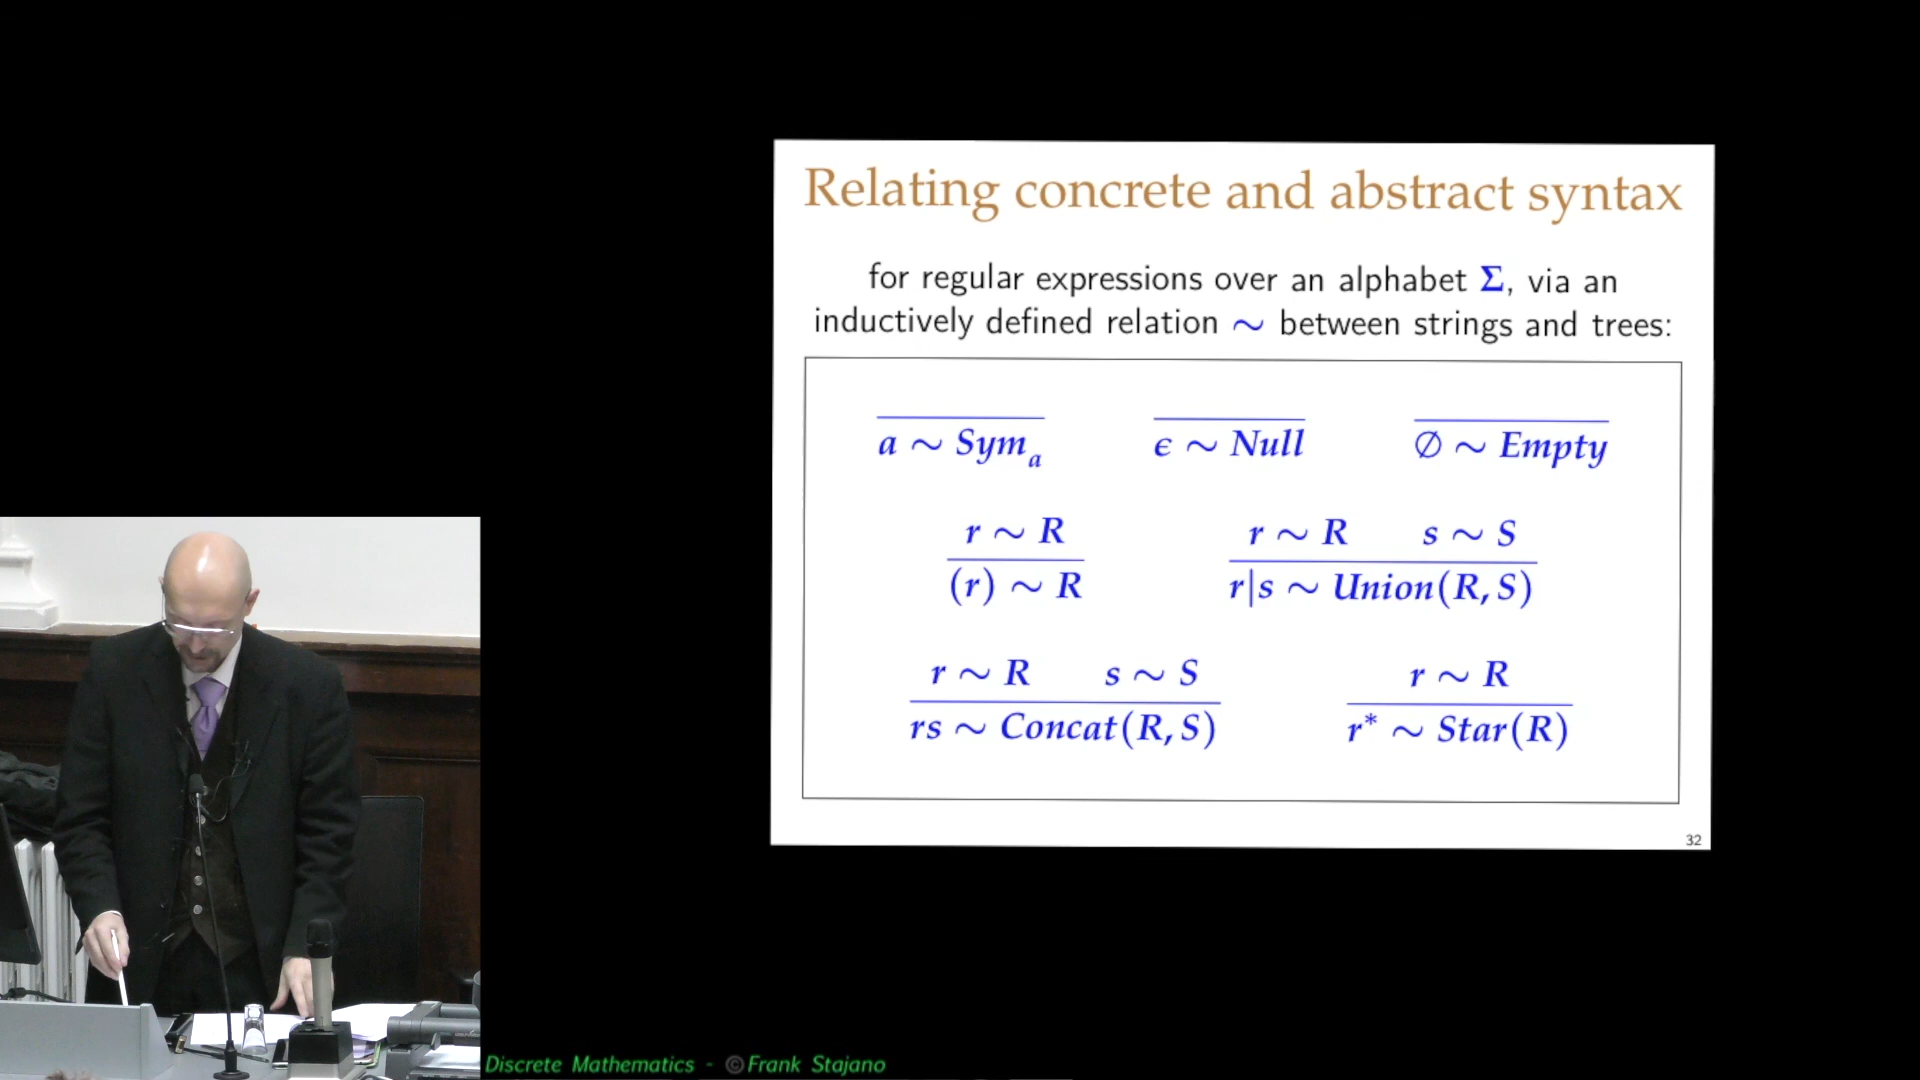 Relating concrete and abstract syntax
for regular expressions over an alphabet Σ, via an
inductively defined relation ∼ between strings and trees:
a ∼ Symₐ ϵ ∼ Null ∅ ∼ Empty
r ∼ R r ∼ R s ∼ S
(r) ∼ R r|s ∼ Union(R, S)
r ∼ R s ∼ S r ∼ R
rs ∼ Concat(R, S) r* ∼ Star(R)
32
Discrete Mathematics - ©Frank Stajano